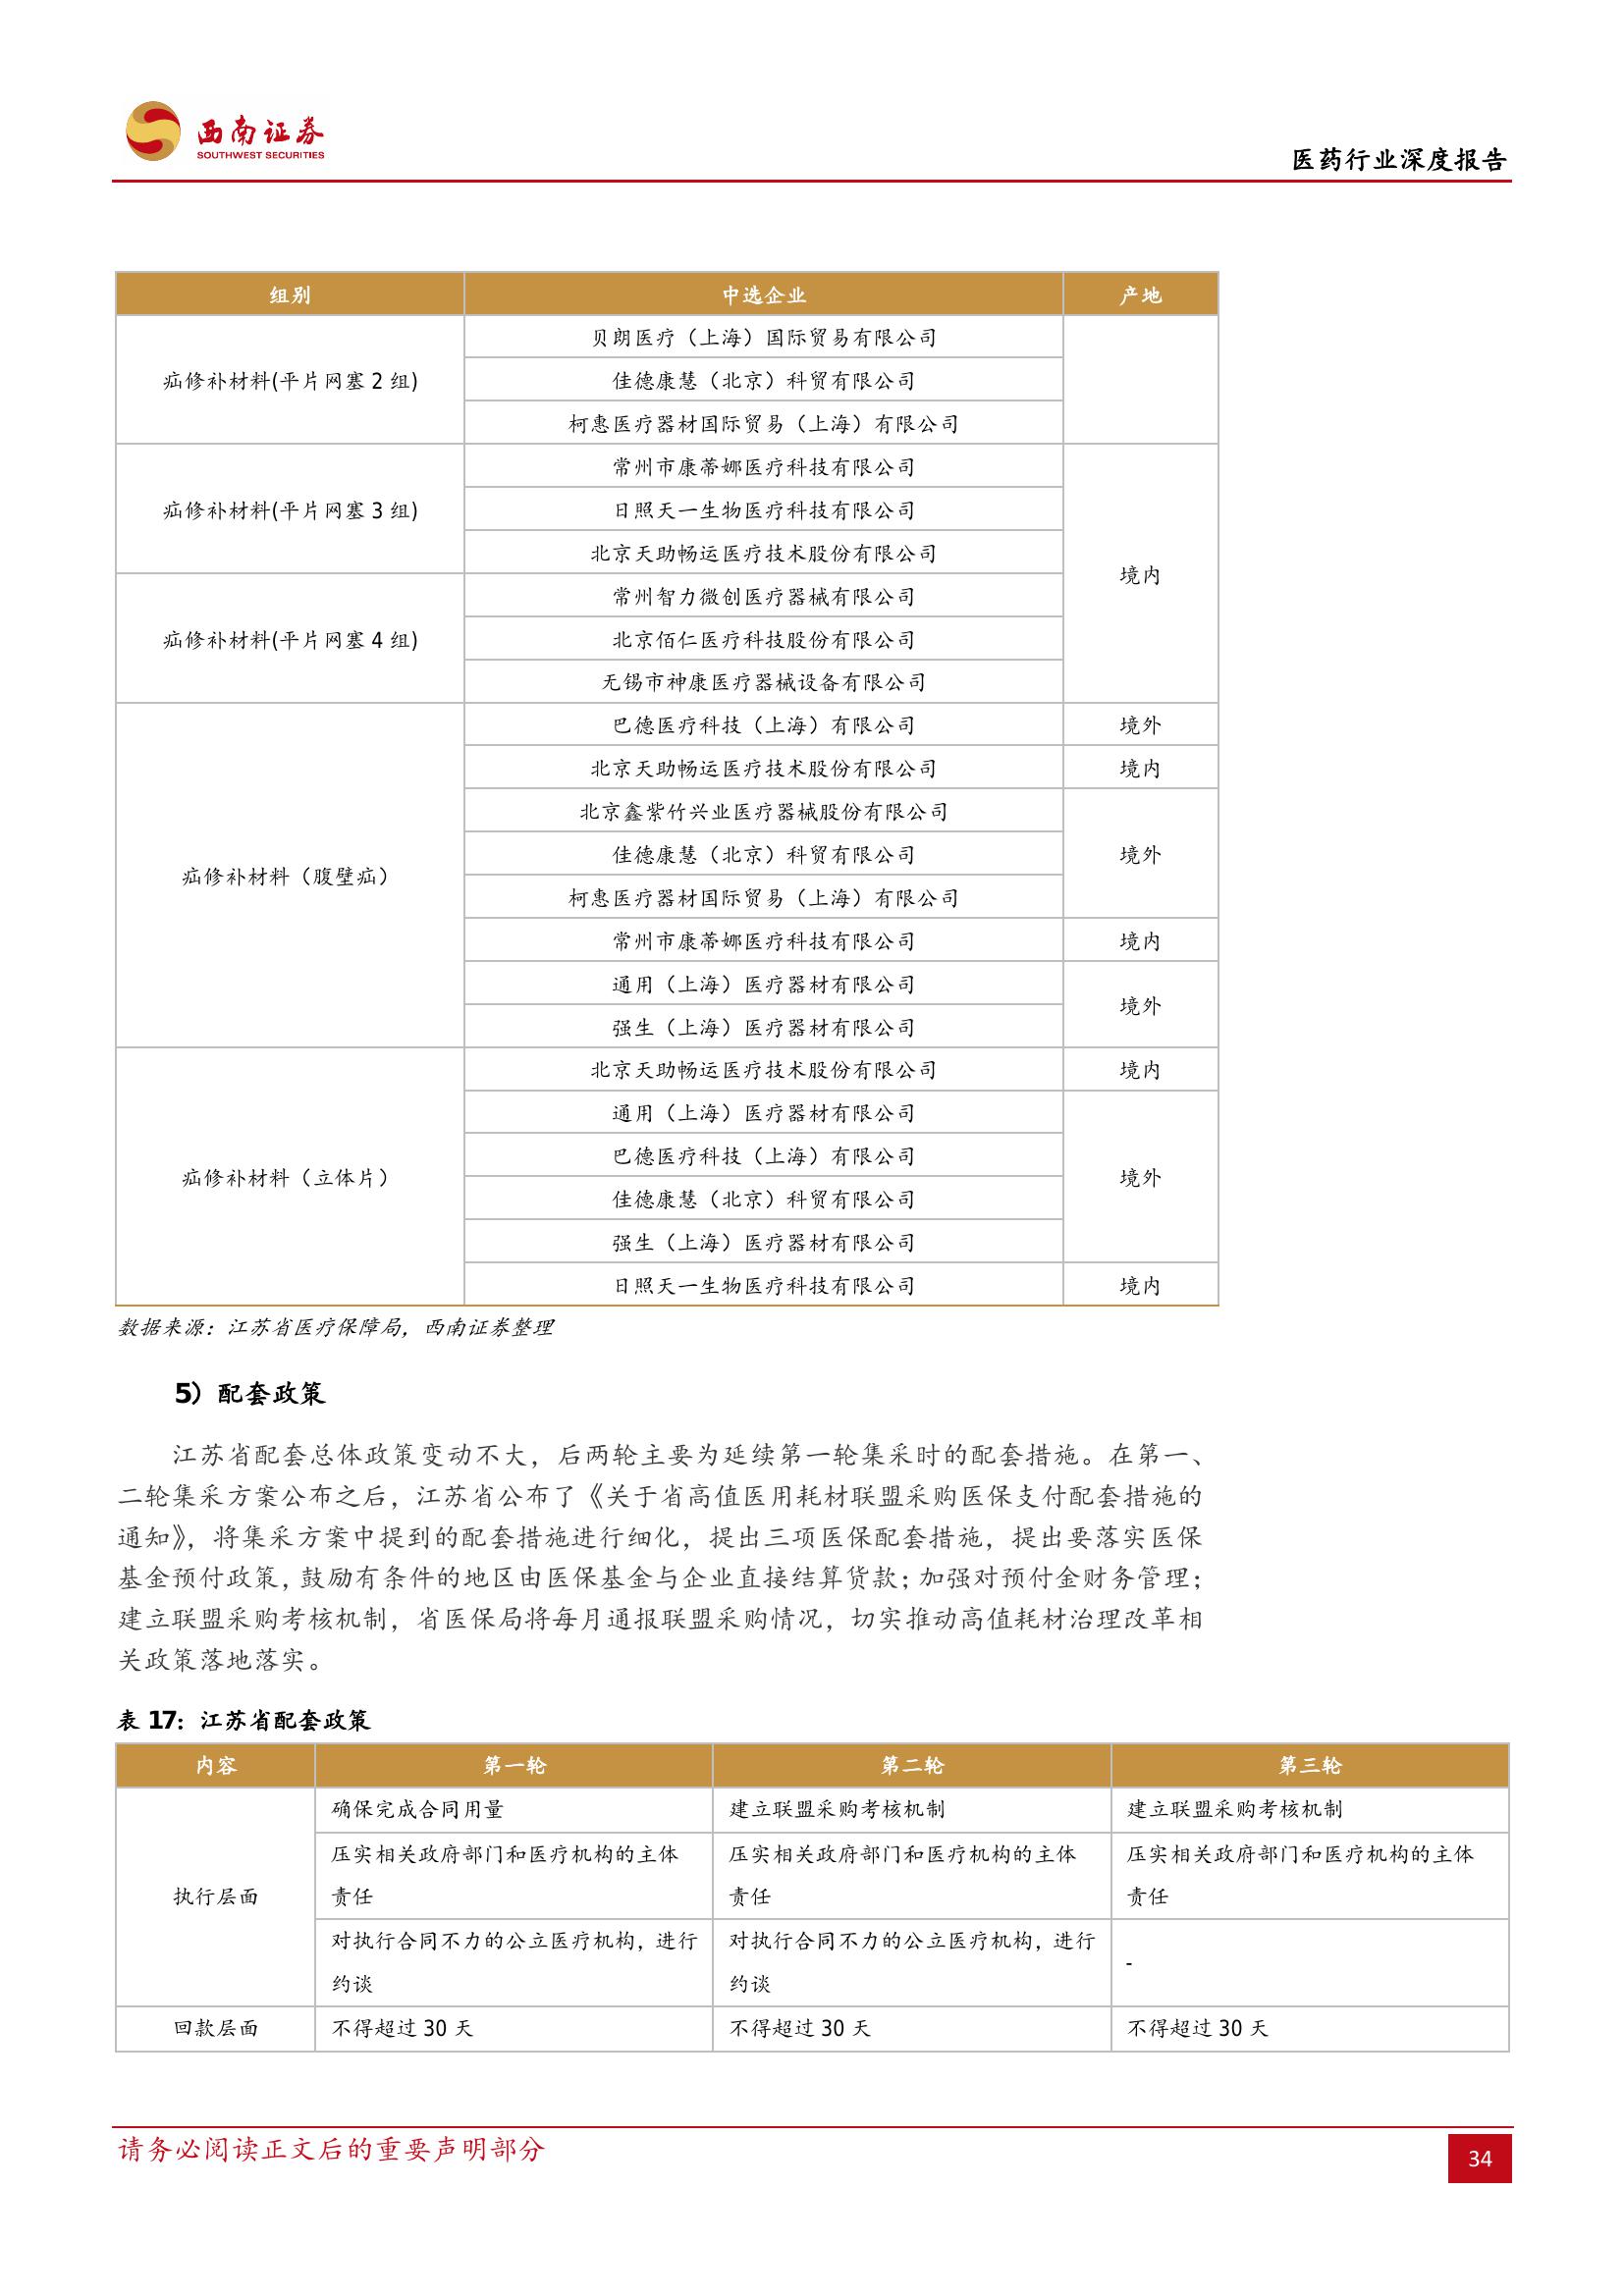 西南证券
SOUTHWEST SECURITIES
医药行业深度报告
组别 中选企业 产地
疝修补材料(平片网塞 2 组)
贝朗医疗（上海）国际贸易有限公司
佳德康慧（北京）科贸有限公司
柯惠医疗器材国际贸易（上海）有限公司
疝修补材料(平片网塞 3 组)
常州市康蒂娜医疗科技有限公司
日照天一生物医疗科技有限公司
北京天助畅运医疗技术股份有限公司
境内
疝修补材料(平片网塞 4 组)
常州智力微创医疗器械有限公司
北京佰仁医疗科技股份有限公司
无锡市神康医疗器械设备有限公司
疝修补材料（腹壁疝）
巴德医疗科技（上海）有限公司 境外
北京天助畅运医疗技术股份有限公司 境内
北京鑫紫竹兴业医疗器械股份有限公司
佳德康慧（北京）科贸有限公司 境外
柯惠医疗器材国际贸易（上海）有限公司
常州市康蒂娜医疗科技有限公司 境内
通用（上海）医疗器材有限公司
境外
强生（上海）医疗器材有限公司
疝修补材料（立体片）
北京天助畅运医疗技术股份有限公司 境内
通用（上海）医疗器材有限公司
巴德医疗科技（上海）有限公司
境外
佳德康慧（北京）科贸有限公司
强生（上海）医疗器材有限公司
日照天一生物医疗科技有限公司 境内
数据来源：江苏省医疗保障局，西南证券整理
5）配套政策
江苏省配套总体政策变动不大，后两轮主要为延续第一轮集采时的配套措施。在第一、
二轮集采方案公布之后，江苏省公布了《关于省高值医用耗材联盟采购医保支付配套措施的
通知》，将集采方案中提到的配套措施进行细化，提出三项医保配套措施，提出要落实医保
基金预付政策，鼓励有条件的地区由医保基金与企业直接结算货款；加强对预付金财务管理；
建立联盟采购考核机制，省医保局将每月通报联盟采购情况，切实推动高值耗材治理改革相
关政策落地落实。
表 17：江苏省配套政策
内容 第一轮 第二轮 第三轮
执行层面
确保完成合同用量 建立联盟采购考核机制 建立联盟采购考核机制
压实相关政府部门和医疗机构的主体 压实相关政府部门和医疗机构的主体 压实相关政府部门和医疗机构的主体
责任 责任 责任
对执行合同不力的公立医疗机构，进行 对执行合同不力的公立医疗机构，进行 -
约谈 约谈
回款层面 不得超过 30 天 不得超过 30 天 不得超过 30 天
请务必阅读正文后的重要声明部分
34